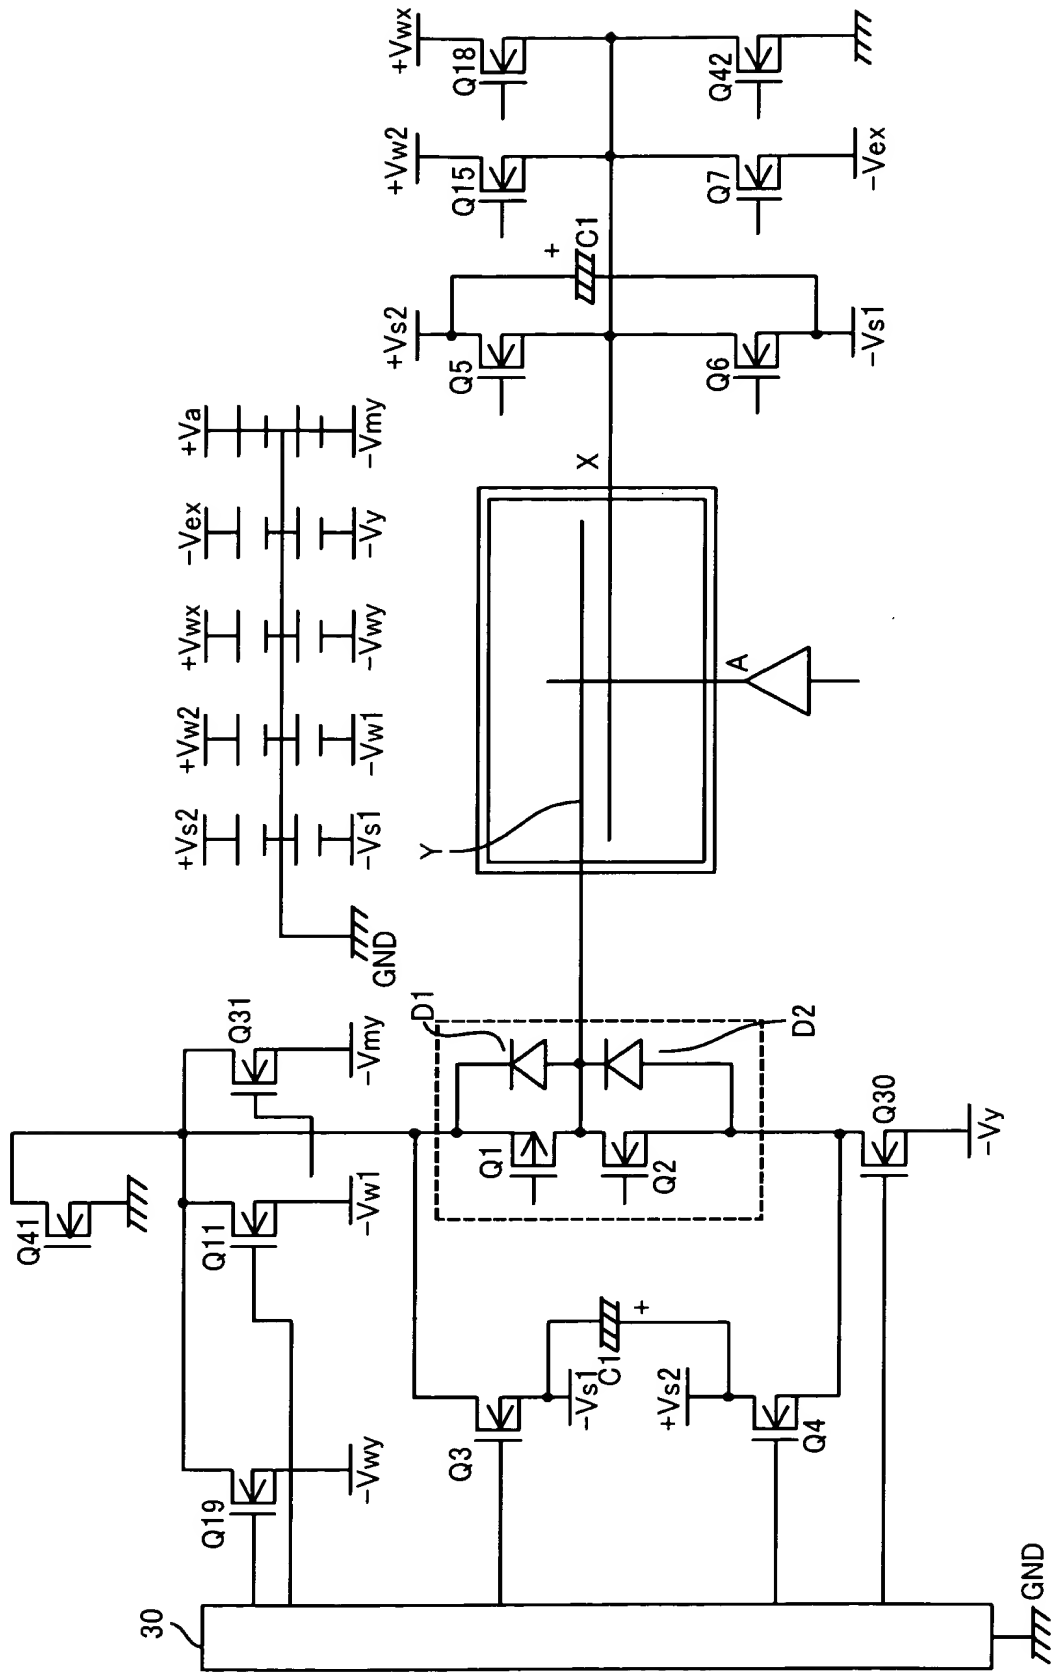 +Vwx
Q18
Q42
+Vw2
Q15
Q7
-Vex
+
C1
+Vs2
Q5
Q6
-Vs1
+Va
-Vmy
-Vex
-Vy
+Vwx
-Vwy
+Vw2
-Vw1
+Vs2
-Vs1
GND
X
A
Y
Q31
-Vmy
D1
D2
Q41
Q11
-Vw1
Q1
Q2
Q30
-Vy
Q19
-Vwy
Q3
-Vs1
C1
+
+Vs2
Q4
30
GND